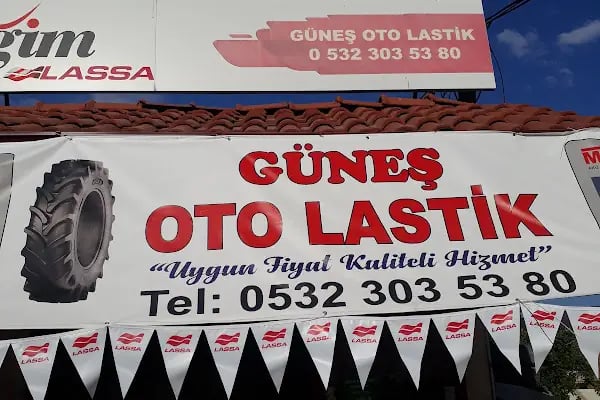 GÜNEŞ OTO LASTİK
LASSA
0 532 303 53 80
GÜNEŞ
OTO LASTİK
"Uygun Fiyat Kaliteli Hizmet"
Tel: 0532 303 53 80
LASSA LASSA LASSA LASSA LASSA LASSA LASSA LASSA LASSA LASSA LASSA